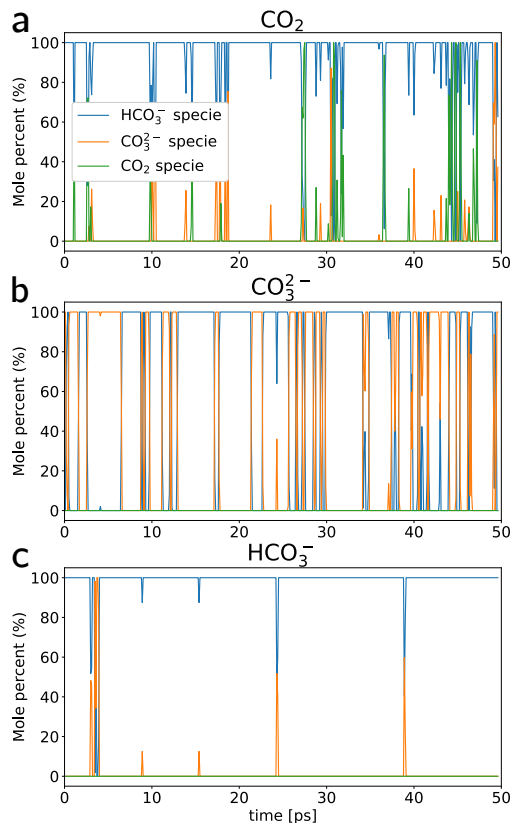 a CO₂
100
80
60
40
20
0
Mole percent (%)
HCO₃⁻ specie
CO₃²⁻ specie
CO₂ specie
0 10 20 30 40 50
b CO₃²⁻
100
80
60
40
20
0
Mole percent (%)
0 10 20 30 40 50
c HCO₃⁻
100
80
60
40
20
0
Mole percent (%)
0 10 20 30 40 50
time [ps]